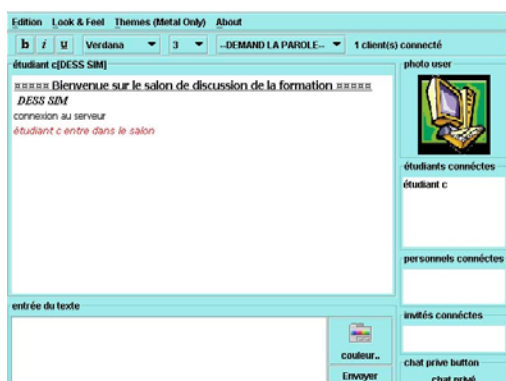 Edition Look & Feel Themes (Metal Only) About
b i u Verdana 3 --DEMAND LA PAROLE-- 1 client(s) connecté
étudiant c[DESS SIM]
¤¤¤¤¤ Bienvenue sur le salon de discussion de la formation ¤¤¤¤¤
DESS SIM
connexion au serveur
étudiant c entre dans le salon
photo user
étudiants connéctes
étudiant c
personnels connéctes
invités connéctes
entrée du texte
couleur..
Envoyer
chat prive button
chat privé